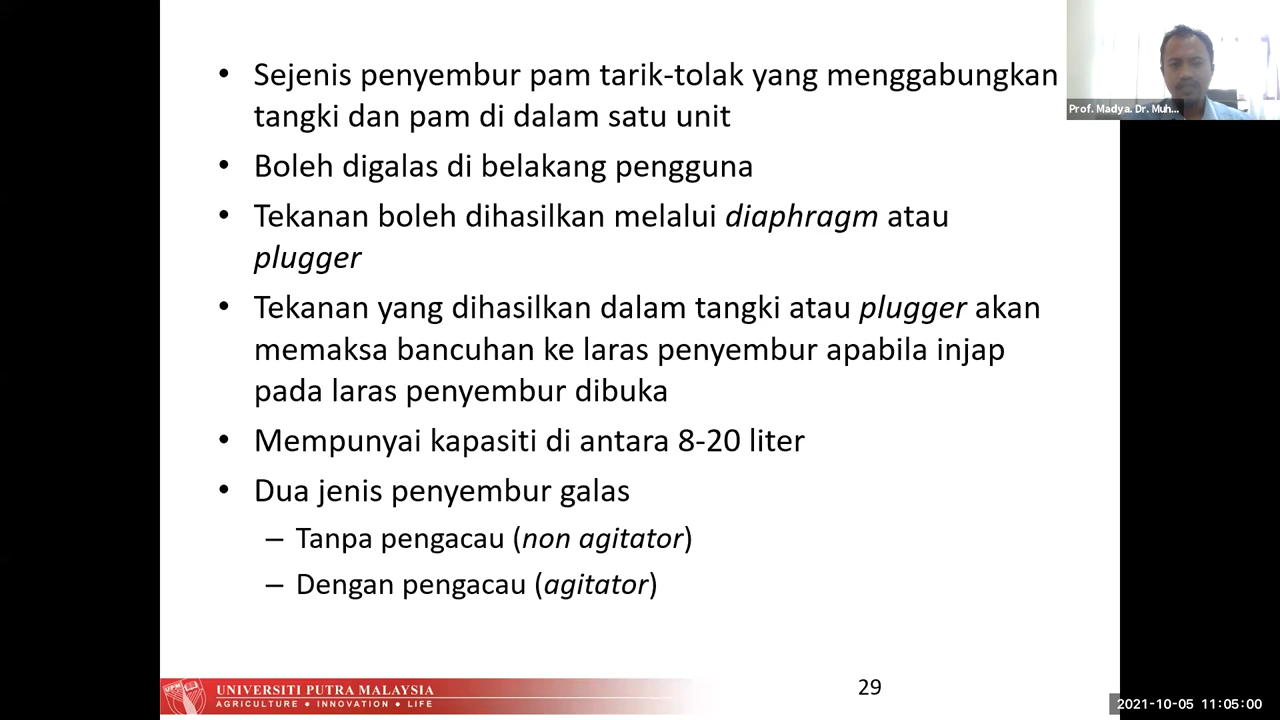 • Sejenis penyembur pam tarik-tolak yang menggabungkan
tangki dan pam di dalam satu unit
• Boleh digalas di belakang pengguna
• Tekanan boleh dihasilkan melalui diaphragm atau
plugger
• Tekanan yang dihasilkan dalam tangki atau plugger akan
memaksa bancuhan ke laras penyembur apabila injap
pada laras penyembur dibuka
• Mempunyai kapasiti di antara 8-20 liter
• Dua jenis penyembur galas
– Tanpa pengacau (non agitator)
– Dengan pengacau (agitator)
Prof. Madya. Dr. Muh...
UPM
UNIVERSITI PUTRA MALAYSIA
AGRICULTURE • INNOVATION • LIFE
29
2021-10-05 11:05:00